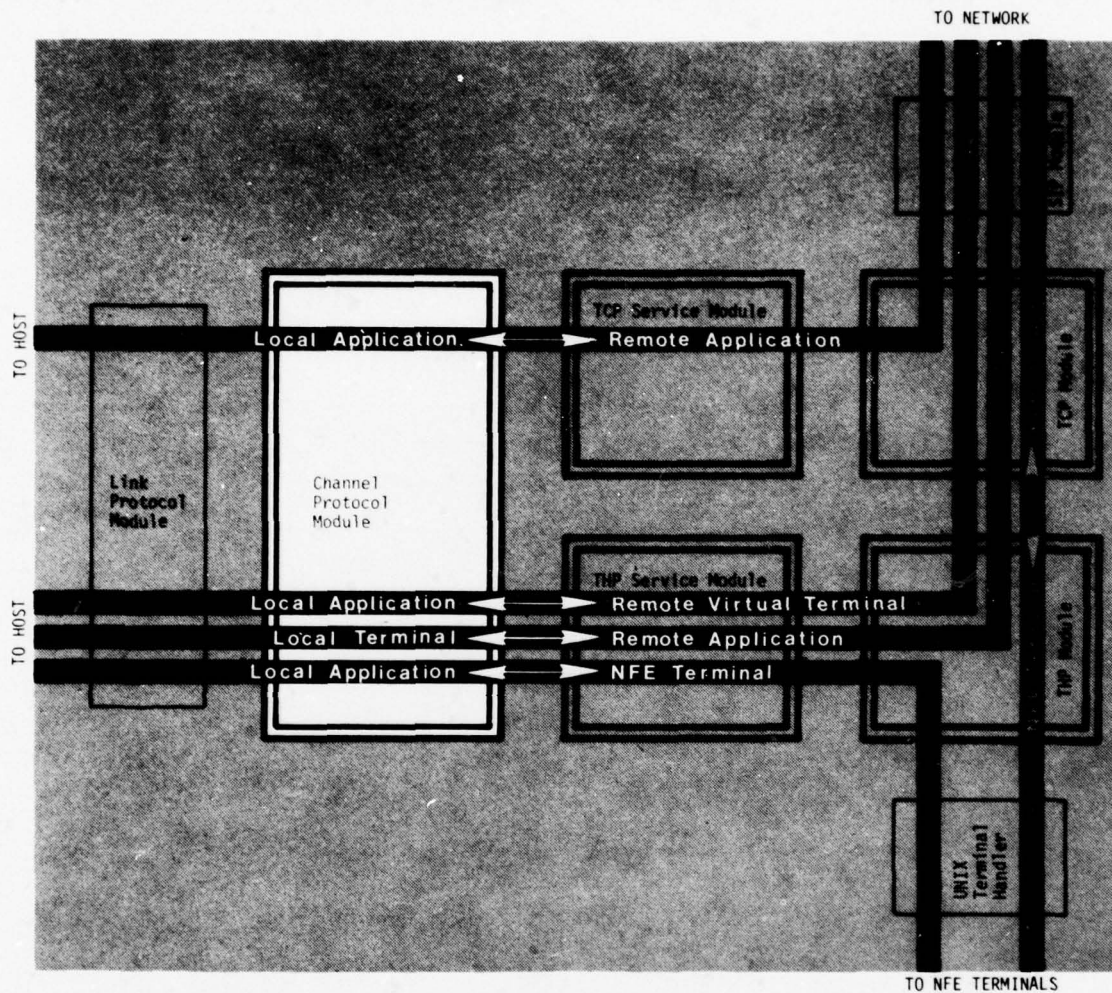 TO NETWORK
SIP Module
TO HOST
TCP Service Module
Local Application. Remote Application
TCP Module
Link
Protocol
Module
Channel
Protocol
Module
TO HOST
THP Service Module
Local Application Remote Virtual Terminal
Local Terminal Remote Application
Local Application NFE Terminal
THP Module
UNIX
Terminal
Handler
TO NFE TERMINALS